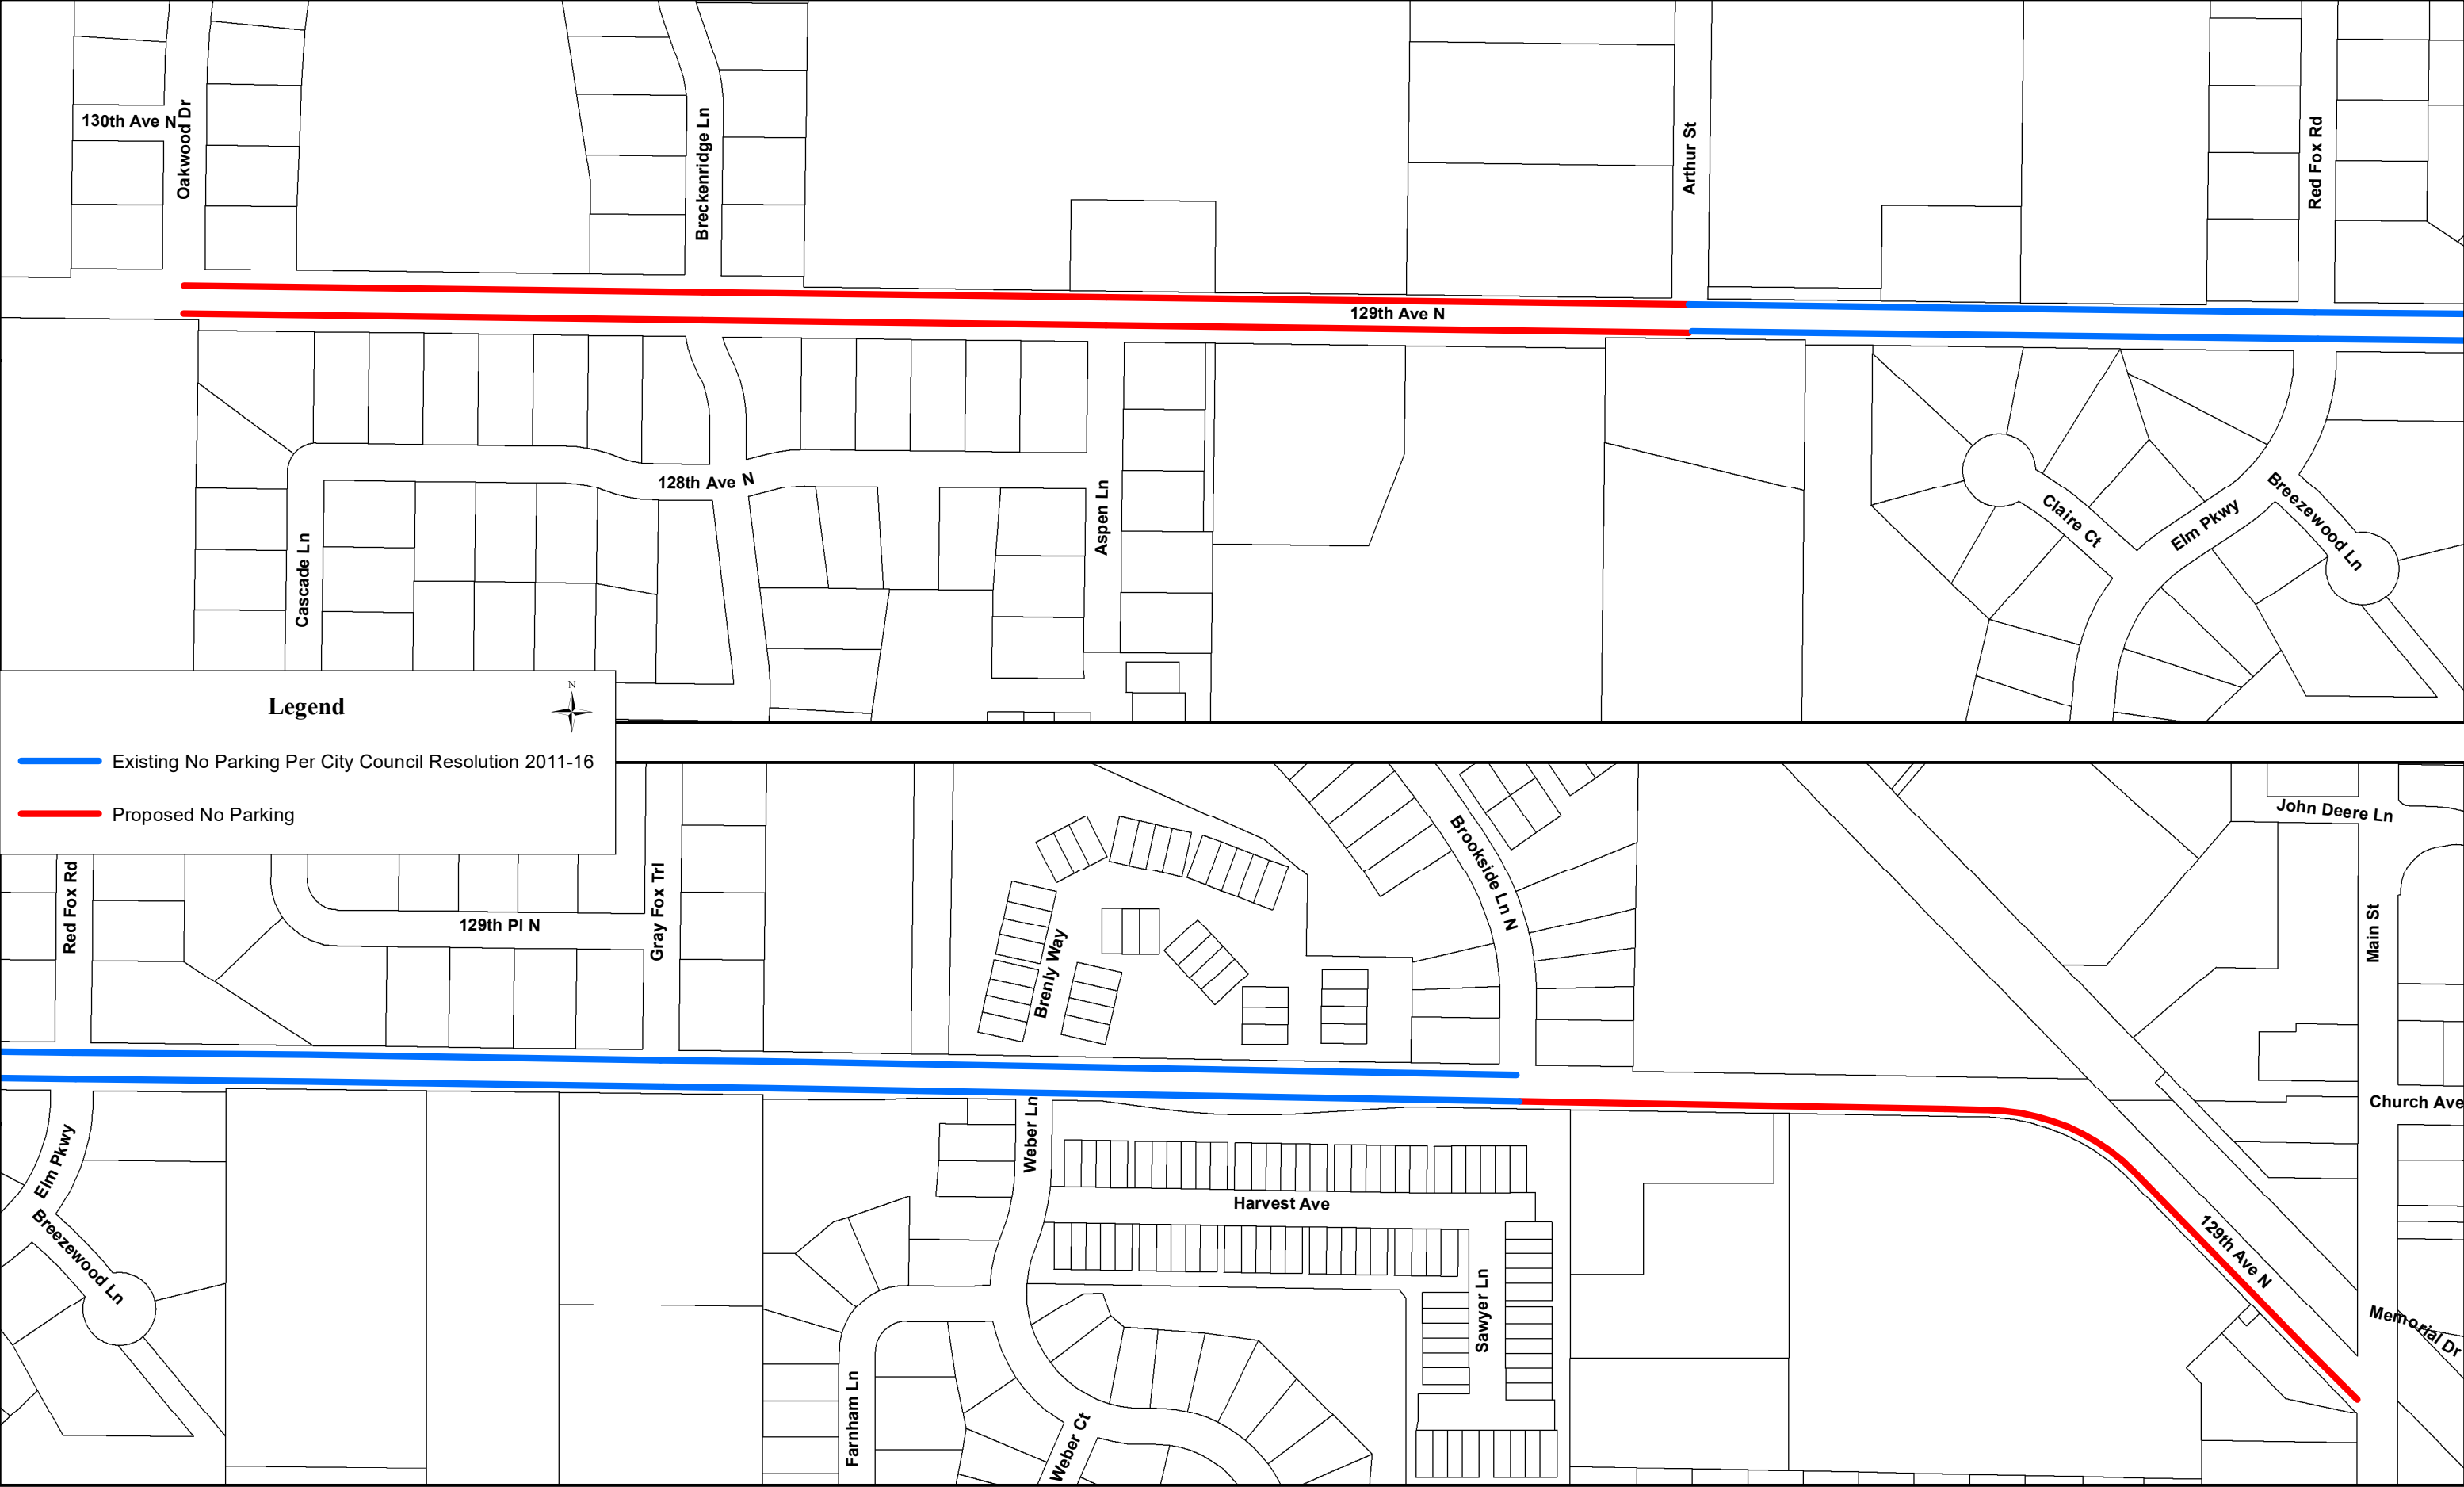 130th Ave N
Oakwood Dr
Breckenridge Ln
Arthur St
Red Fox Rd
129th Ave N
128th Ave N
Cascade Ln
Aspen Ln
Claire Ct
Elm Pkwy
Breezewood Ln
Legend
N
Existing No Parking Per City Council Resolution 2011-16
Proposed No Parking
Red Fox Rd
129th Pl N
Gray Fox Trl
Brenly Way
Brookside Ln N
John Deere Ln
Main St
Church Ave
Elm Pkwy
Breezewood Ln
Weber Ln
Harvest Ave
Sawyer Ln
129th Ave N
Memorial Dr
Farnham Ln
Weber Ct